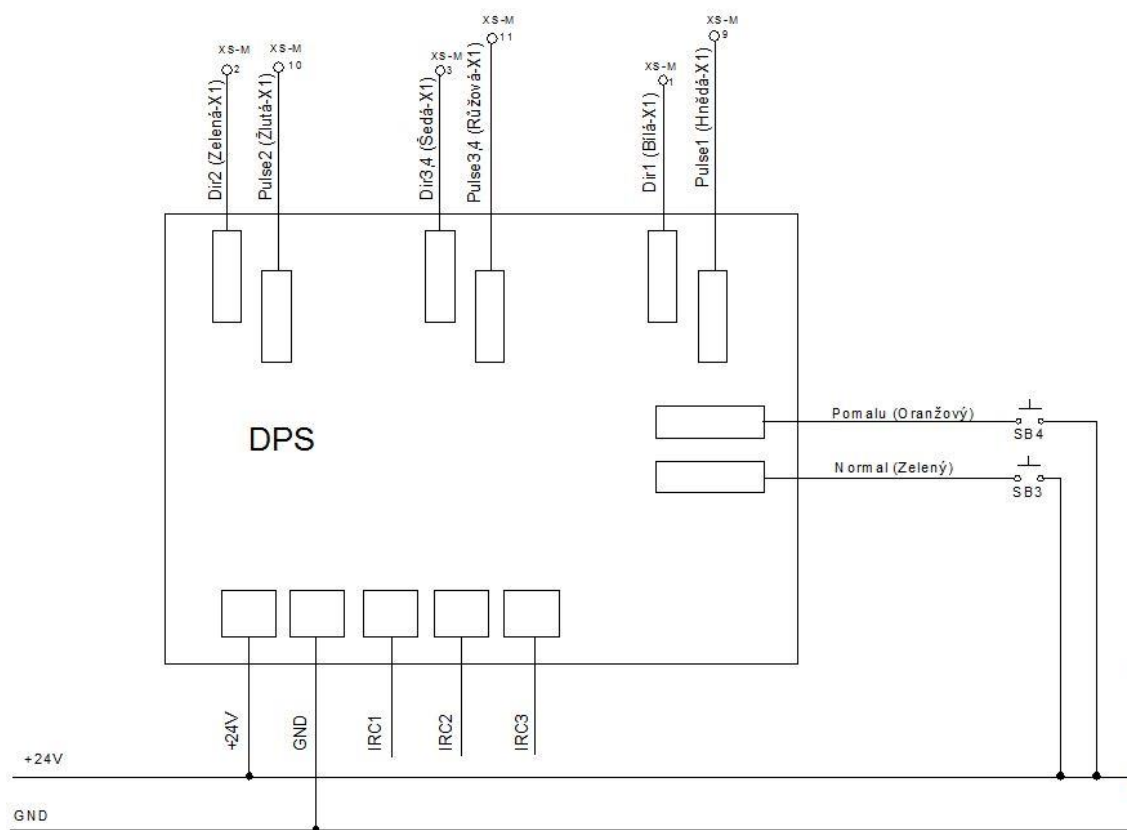 XS-M
2
Dir2 (Zelená-X1)
XS-M
10
Pulse2 (Žlutá-X1)
XS-M
3
Dir3,4 (Šedá-X1)
XS-M
11
Pulse3,4 (Růžová-X1)
XS-M
1
Dir1 (Bílá-X1)
XS-M
9
Pulse1 (Hnědá-X1)
Pomalu (Oranžový)
SB4
DPS
Normal (Zelený)
SB3
+24V
GND
IRC1
IRC2
IRC3
+24V
GND